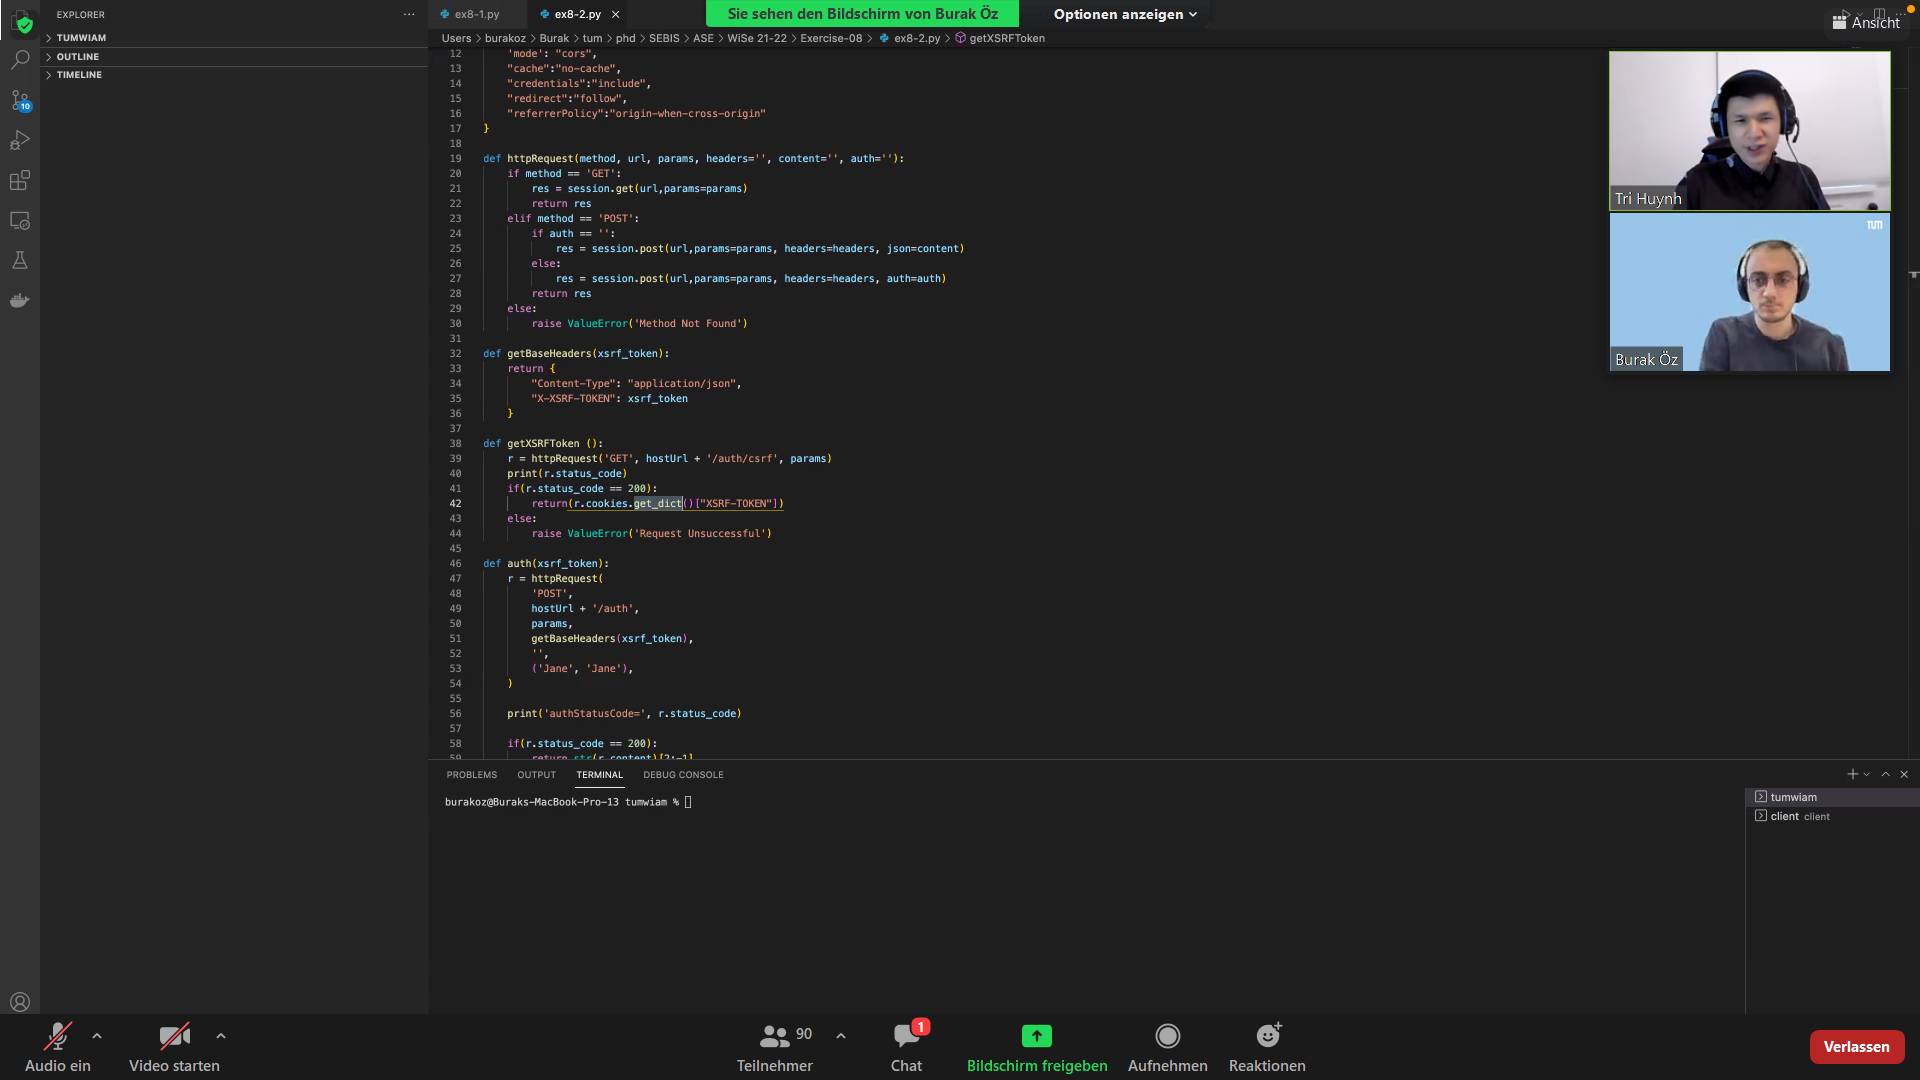 EXPLORER
TUMWIAM
OUTLINE
TIMELINE
10
ex8-1.py
ex8-2.py
Sie sehen den Bildschirm von Burak Öz
Optionen anzeigen
Ansicht
Users > burakoz > Burak > tum > phd > SEBIS > ASE > WiSe 21-22 > Exercise-08 > ex8-2.py > getXSRFToken
12 'mode': "cors",
13 "cache":"no-cache",
14 "credentials":"include",
15 "redirect":"follow",
16 "referrerPolicy":"origin-when-cross-origin"
17 }
18
19 def httpRequest(method, url, params, headers='', content='', auth=''):
20 if method == 'GET':
21 res = session.get(url,params=params)
22 return res
23 elif method == 'POST':
24 if auth == '':
25 res = session.post(url,params=params, headers=headers, json=content)
26 else:
27 res = session.post(url,params=params, headers=headers, auth=auth)
28 return res
29 else:
30 raise ValueError('Method Not Found')
31
32 def getBaseHeaders(xsrf_token):
33 return {
34 "Content-Type": "application/json",
35 "X-XSRF-TOKEN": xsrf_token
36 }
37
38 def getXSRFToken ():
39 r = httpRequest('GET', hostUrl + '/auth/csrf', params)
40 print(r.status_code)
41 if(r.status_code == 200):
42 return(r.cookies.get_dict()["XSRF-TOKEN"])
43 else:
44 raise ValueError('Request Unsuccessful')
45
46 def auth(xsrf_token):
47 r = httpRequest(
48 'POST',
49 hostUrl + '/auth',
50 params,
51 getBaseHeaders(xsrf_token),
52 '',
53 ('Jane', 'Jane'),
54 )
55
56 print('authStatusCode=', r.status_code)
57
58 if(r.status_code == 200):
59 return str(r.content)[2:-1]
Tri Huynh
TUM
Burak Öz
PROBLEMS
OUTPUT
TERMINAL
DEBUG CONSOLE
burakoz@Buraks-MacBook-Pro-13 tumwiam %
tumwiam
client client
Audio ein
Video starten
90
Teilnehmer
1
Chat
Bildschirm freigeben
Aufnehmen
Reaktionen
Verlassen